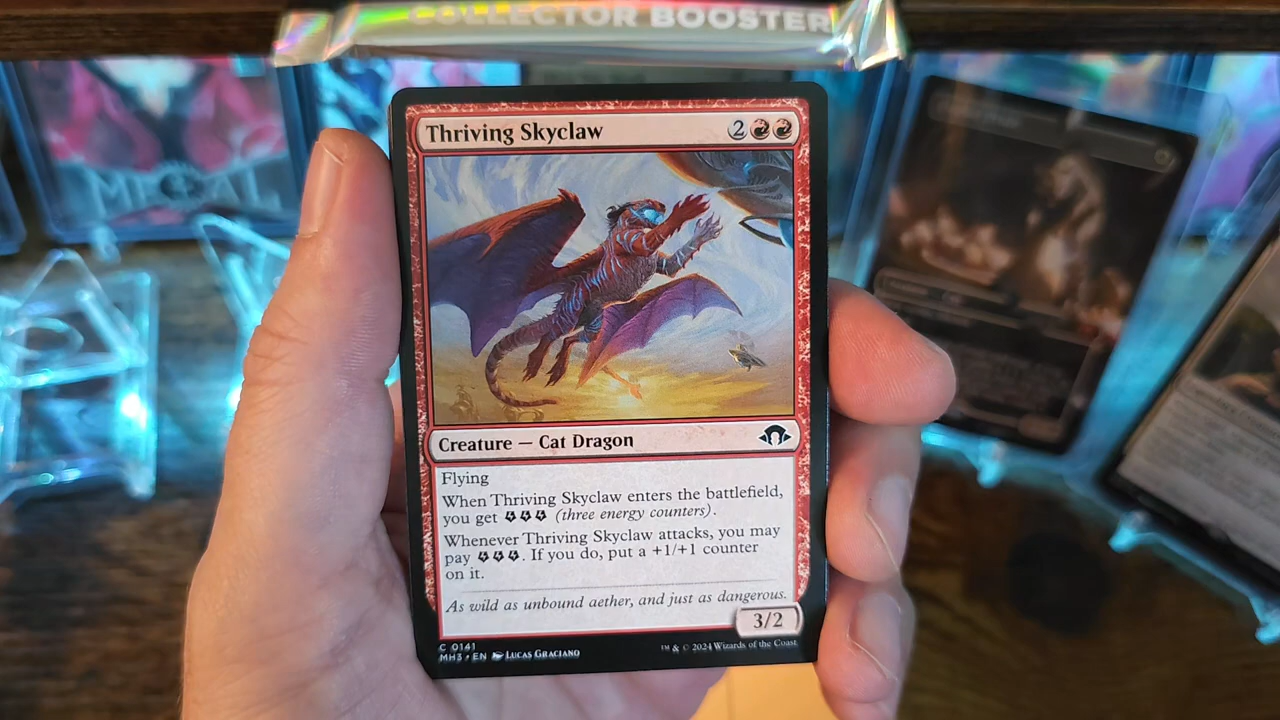 COLLECTOR BOOSTER
Thriving Skyclaw 2
Creature — Cat Dragon
Flying
When Thriving Skyclaw enters the battlefield,
you get (three energy counters).
Whenever Thriving Skyclaw attacks, you may
pay . If you do, put a +1/+1 counter
on it.
As wild as unbound aether, and just as dangerous.
3/2
C 0141
MH3 • EN LUCAS GRACIANO
™ & © 2024 Wizards of the Coast